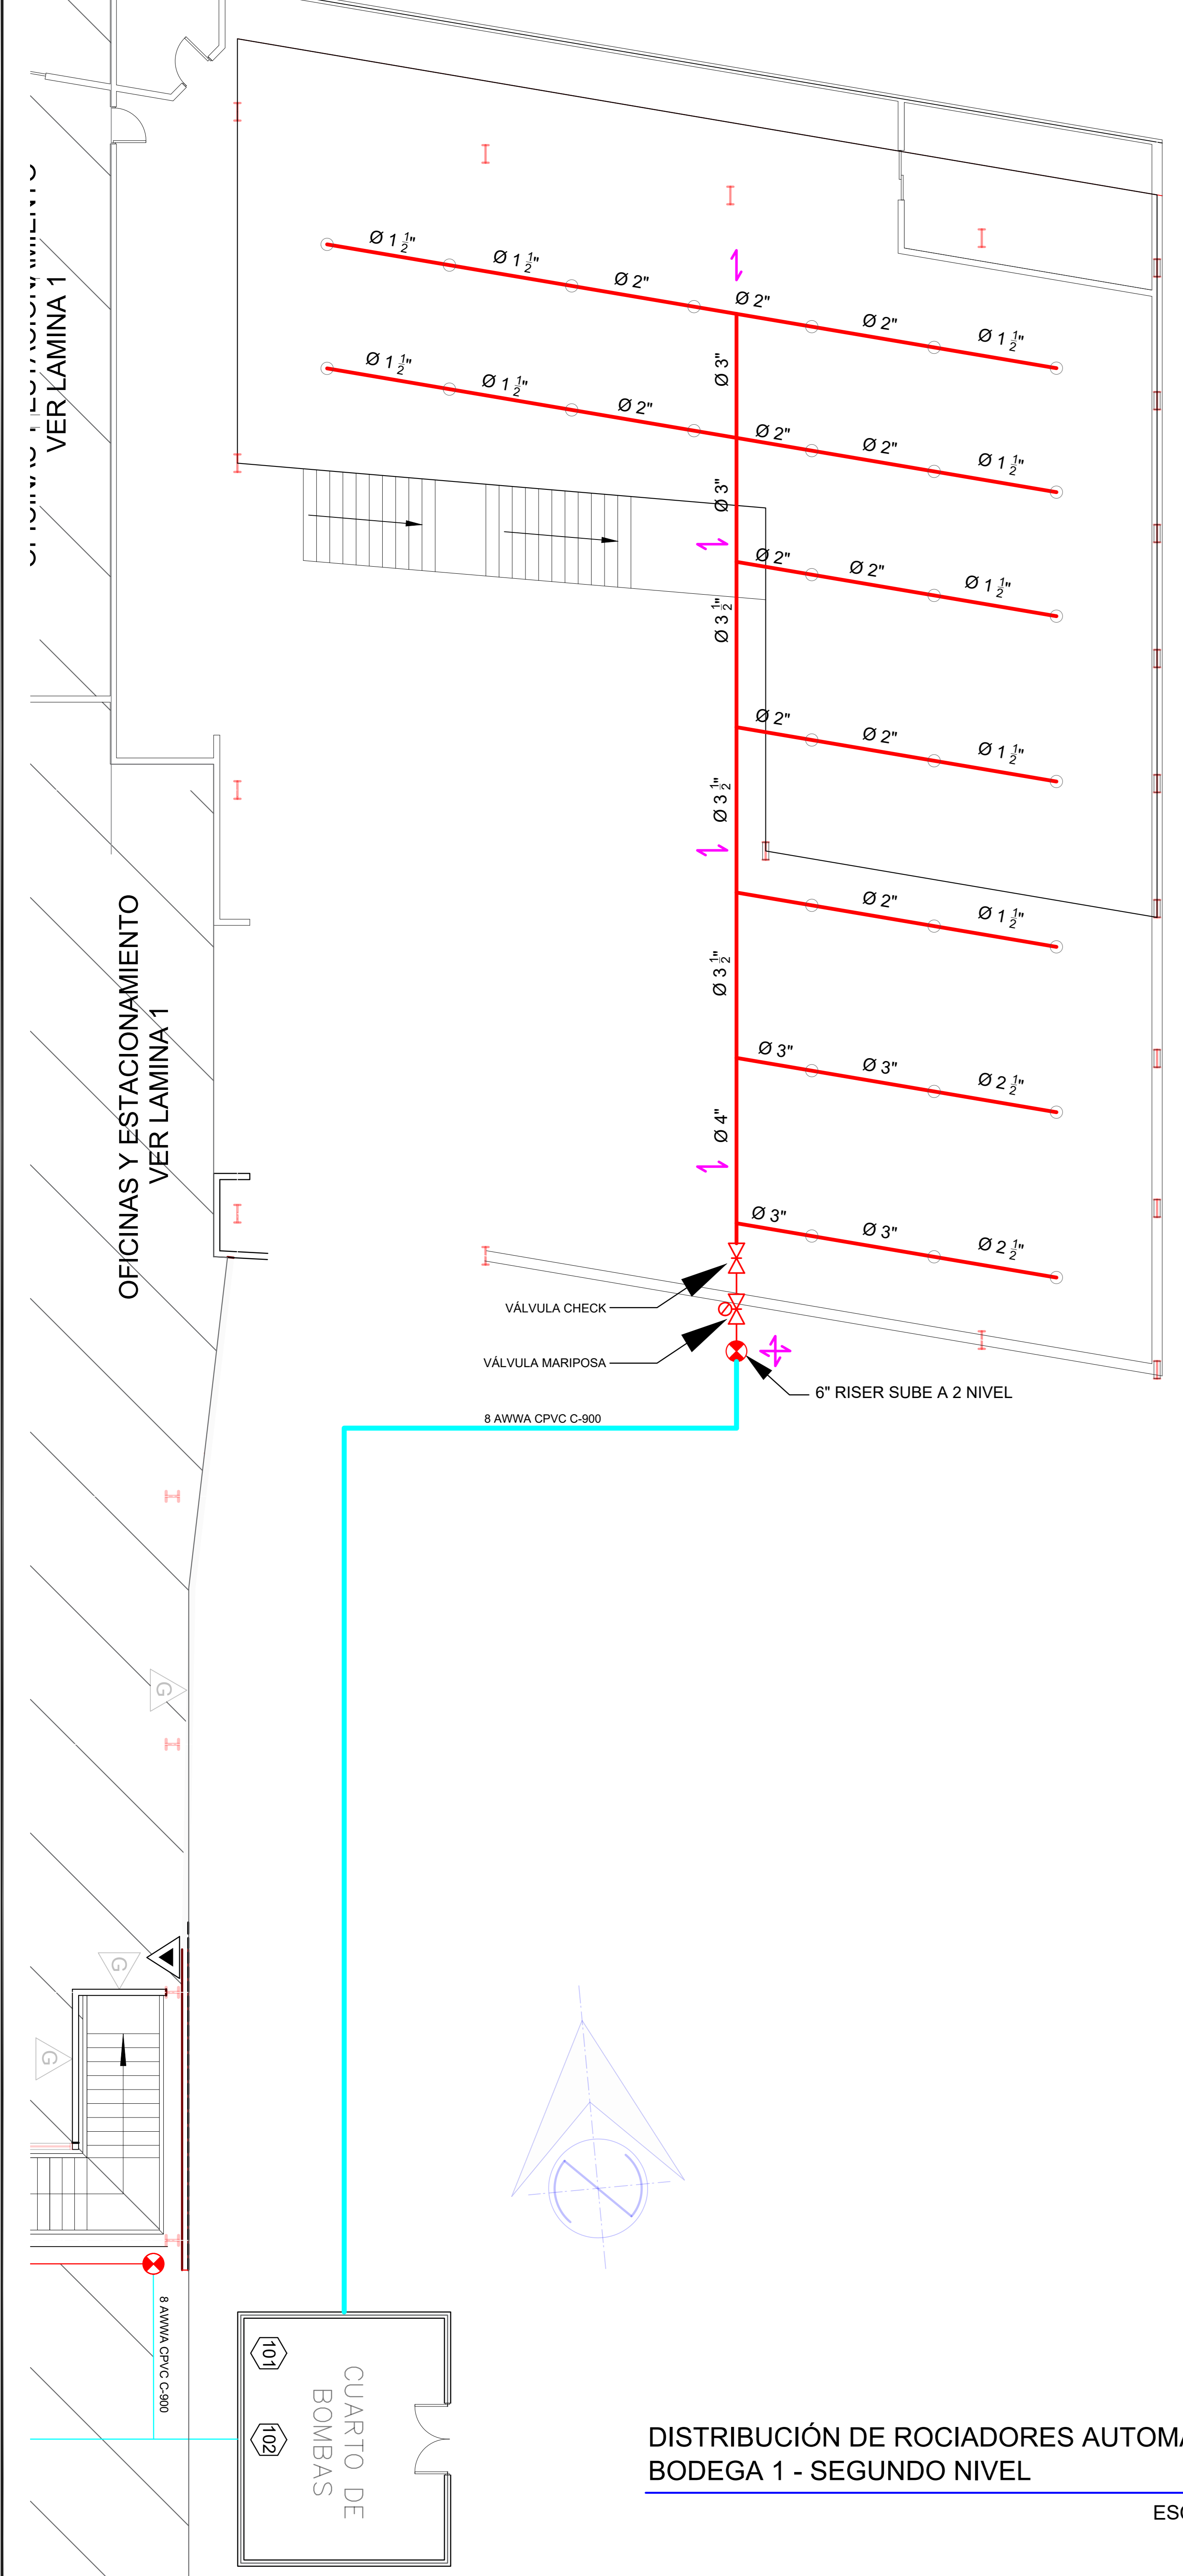 VER LAMINA 1
Ø 1 1/2"
Ø 1 1/2"
Ø 2"
Ø 2"
Ø 2"
Ø 1 1/2"
Ø 3"
Ø 1 1/2"
Ø 1 1/2"
Ø 2"
Ø 2"
Ø 2"
Ø 1 1/2"
Ø 3"
Ø 2"
Ø 2"
Ø 1 1/2"
Ø 3 1/2"
Ø 2"
Ø 2"
Ø 1 1/2"
Ø 3 1/2"
Ø 2"
Ø 1 1/2"
Ø 3 1/2"
Ø 3"
Ø 3"
Ø 2 1/2"
Ø 4"
Ø 3"
Ø 3"
Ø 2 1/2"
OFICINAS Y ESTACIONAMIENTO
VER LAMINA 1
VÁLVULA CHECK
VÁLVULA MARIPOSA
6" RISER SUBE A 2 NIVEL
8 AWWA CPVC C-900
G
G
G
8 AWWA CPVC C-900
101
102
CUARTO DE
BOMBAS
DISTRIBUCIÓN DE ROCIADORES
BODEGA 1 - SEGUNDO NIVEL